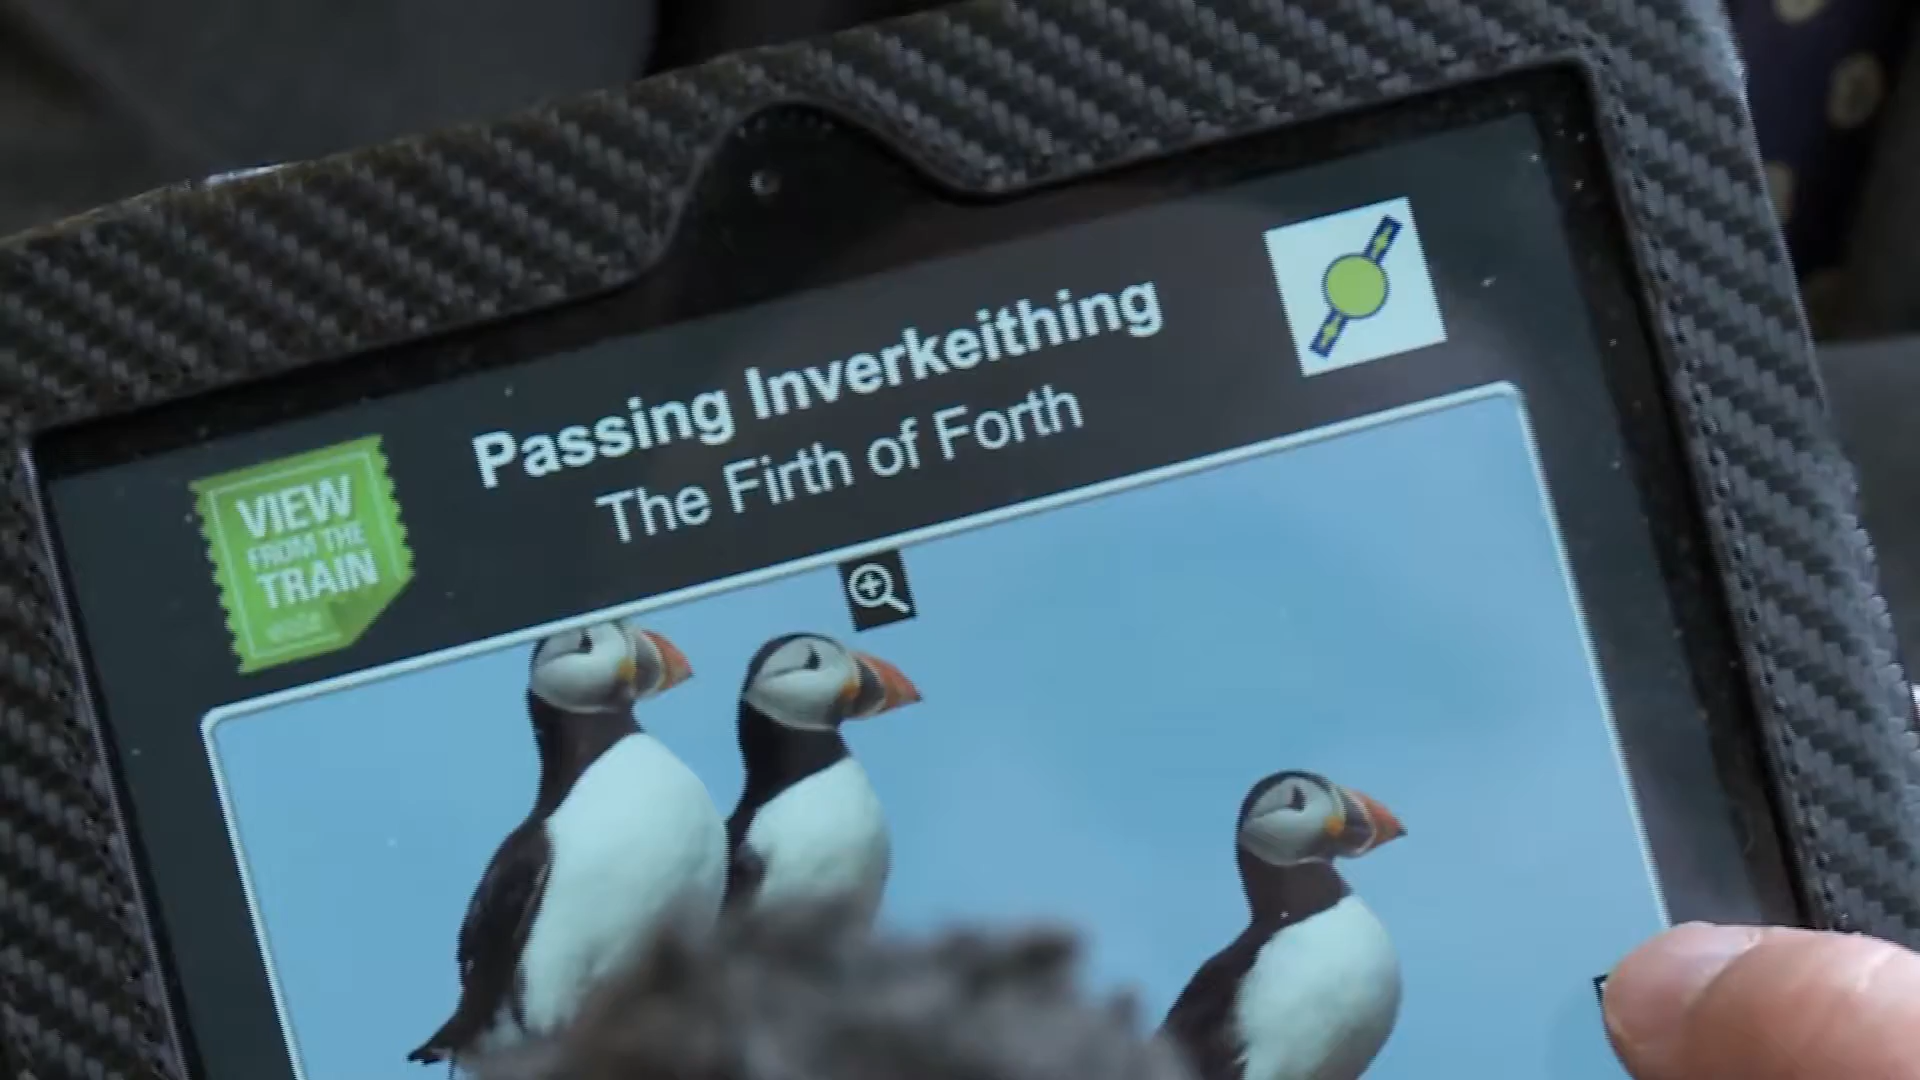 Passing Inverkeithing
The Firth of Forth
VIEW
FROM THE
TRAIN